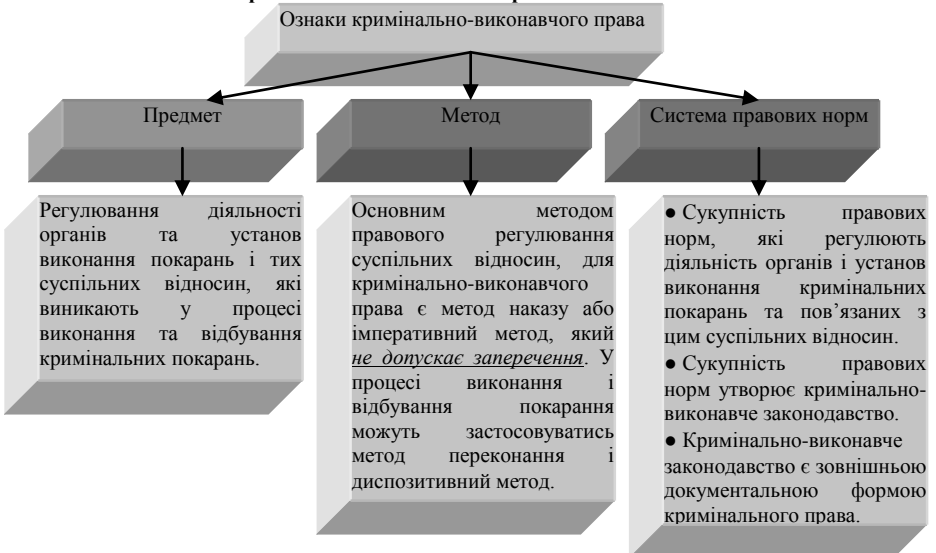 Ознаки кримінально-виконавчого права
Предмет
Метод
Система правових норм
Регулювання діяльності
органів та установ
виконання покарань і тих
суспільних відносин, які
виникають у процесі
виконання та відбування
кримінальних покарань.
Основним методом
правового регулювання
суспільних відносин, для
кримінально-виконавчого
права є метод наказу або
імперативний метод, який
не допускає заперечення. У
процесі виконання і
відбування покарання
можуть застосовуватись
метод переконання і
диспозитивний метод.
● Сукупність правових
норм, які регулюють
діяльність органів і установ
виконання кримінальних
покарань та пов’язаних з
цим суспільних відносин.
● Сукупність правових
норм утворює кримінально-
виконавче законодавство.
● Кримінально-виконавче
законодавство є зовнішньою
документальною формою
кримінального права.